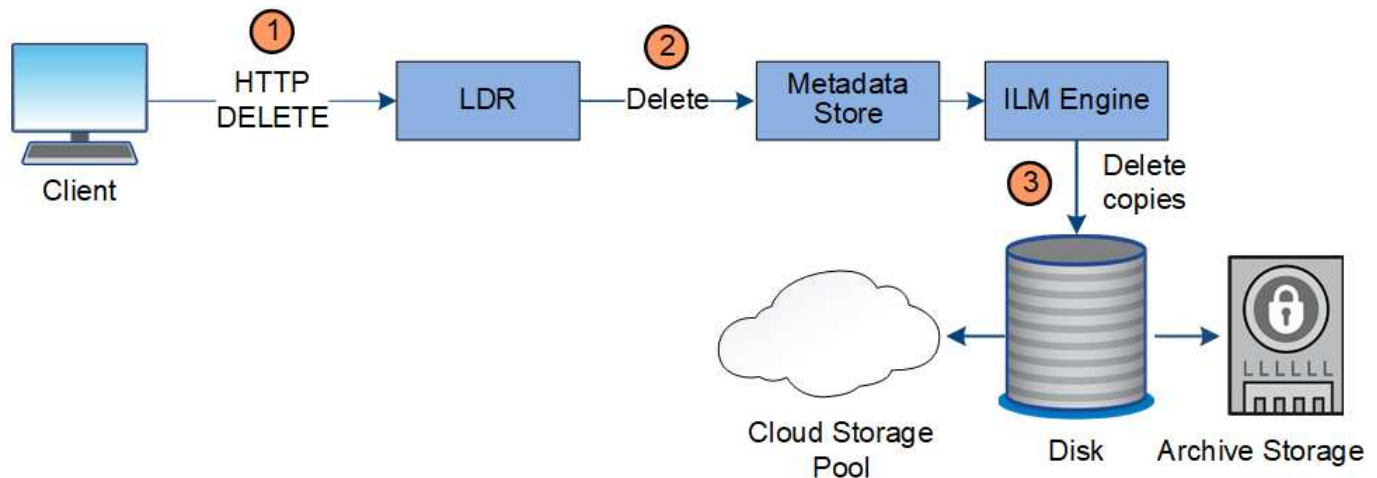 1
HTTP
DELETE
Client
LDR
2
Delete
Metadata
Store
ILM Engine
3
Delete
copies
Cloud Storage
Pool
Disk
LLLLLL
Archive Storage